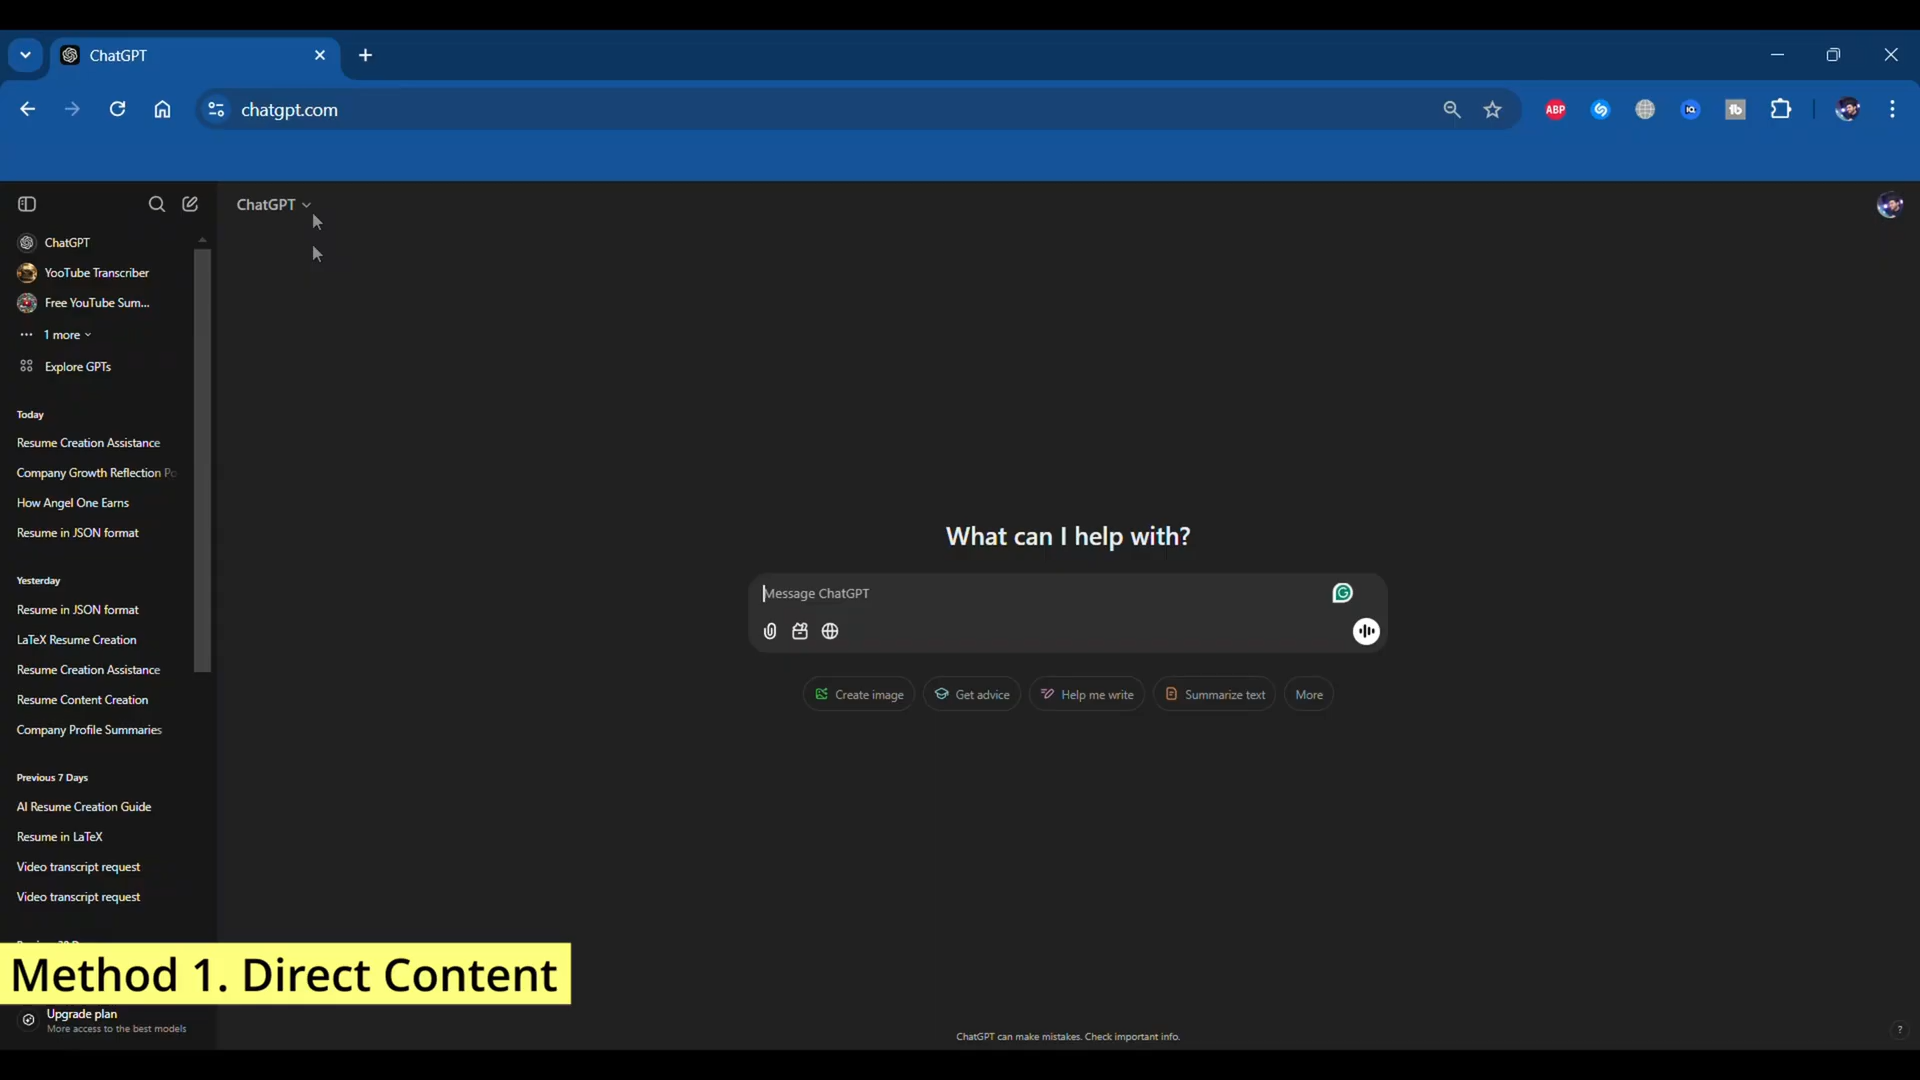 ChatGPT
chatgpt.com
ABP
IQ
tb
ChatGPT
ChatGPT
YooTube Transcriber
Free YouTube Sum...
1 more
Explore GPTs
Today
Resume Creation Assistance
Company Growth Reflection Po
How Angel One Earns
Resume in JSON format
Yesterday
Resume in JSON format
LaTeX Resume Creation
Resume Creation Assistance
Resume Content Creation
Company Profile Summaries
Previous 7 Days
AI Resume Creation Guide
Resume in LaTeX
Video transcript request
Video transcript request
What can I help with?
Message ChatGPT
Create image
Get advice
Help me write
Summarize text
More
Method 1. Direct Content
Upgrade plan
More access to the best models
ChatGPT can make mistakes. Check important info.
?